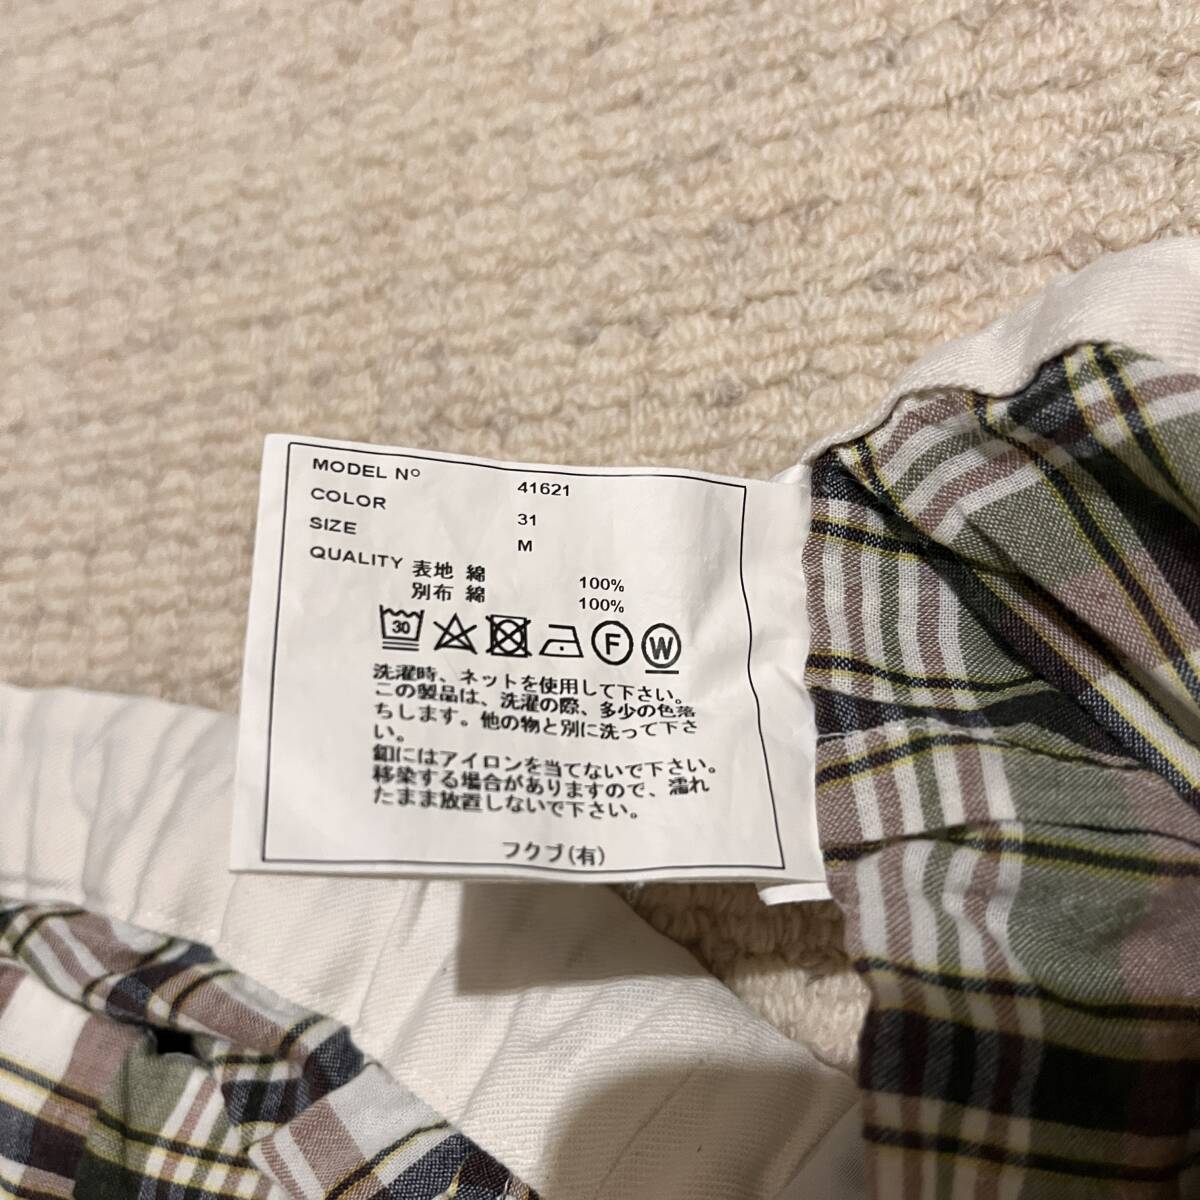 MODEL Nº 41621
COLOR 31
SIZE M
QUALITY 表地 綿 100%
別布 綿 100%
30 F W
洗濯時、ネットを使用して下さい。
この製品は、洗濯の際、多少の色落
ちします。他の物と別に洗って下さ
い。
釦にはアイロンを当てないで下さい。
移染する場合がありますので、濡れ
たまま放置しないで下さい。
フクブ(有)